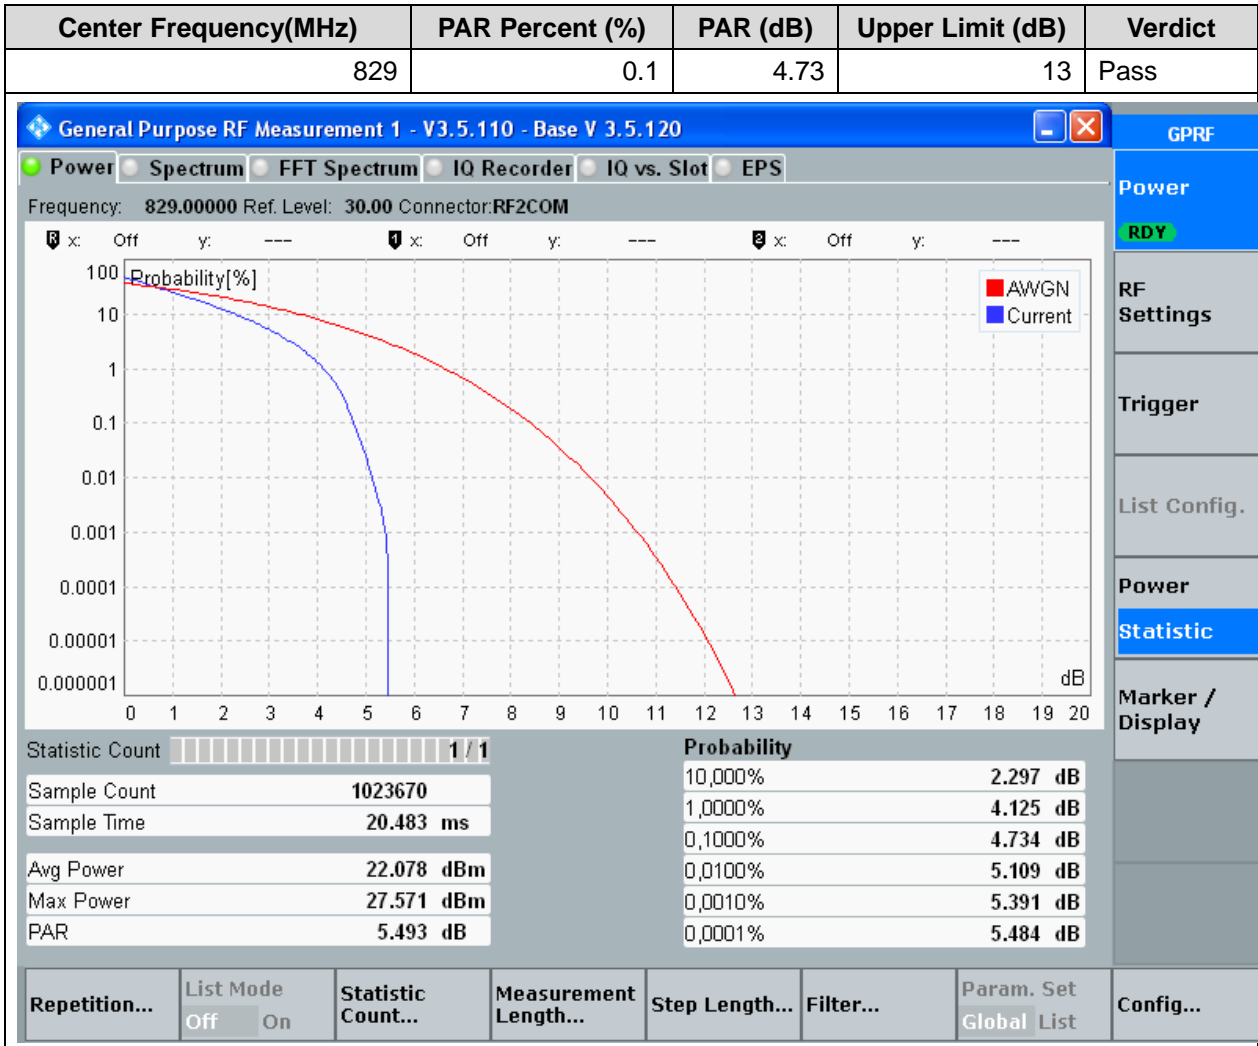 Center Frequency(MHz) PAR Percent (%) PAR (dB) Upper Limit (dB) Verdict
829 0.1 4.73 13 Pass
General Purpose RF Measurement 1 - V3.5.110 - Base V 3.5.120
GPRF
Power Spectrum FFT Spectrum IQ Recorder IQ vs. Slot EPS
Frequency: 829.00000 Ref. Level: 30.00 Connector:RF2COM
R x: Off y: --- 1 x: Off y: --- 2 x: Off y: ---
Probability[%]
100
10
1
0.1
0.01
0.001
0.0001
0.00001
0.000001
AWGN
Current
dB
0 1 2 3 4 5 6 7 8 9 10 11 12 13 14 15 16 17 18 19 20
Statistic Count 1 / 1
Sample Count 1023670
Sample Time 20.483 ms
Avg Power 22.078 dBm
Max Power 27.571 dBm
PAR 5.493 dB
Probability
10,000% 2.297 dB
1,0000% 4.125 dB
0,1000% 4.734 dB
0,0100% 5.109 dB
0,0010% 5.391 dB
0,0001% 5.484 dB
Power
RDY
RF
Settings
Trigger
List Config.
Power
Statistic
Marker /
Display
Repetition...
List Mode
Off On
Statistic
Count...
Measurement
Length...
Step Length...
Filter...
Param. Set
Global List
Config...